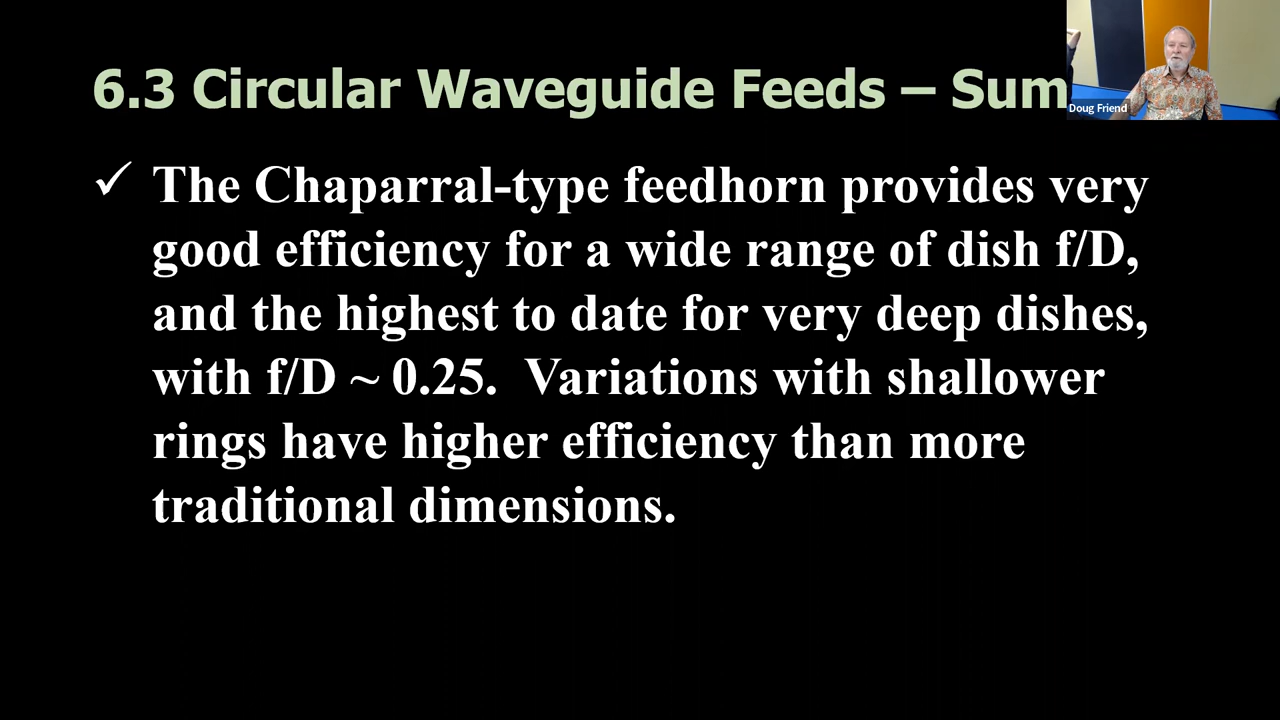 6.3 Circular Waveguide Feeds – Sum
Doug Friend
✓ The Chaparral-type feedhorn provides very
good efficiency for a wide range of dish f/D,
and the highest to date for very deep dishes,
with f/D ~ 0.25.  Variations with shallower
rings have higher efficiency than more
traditional dimensions.